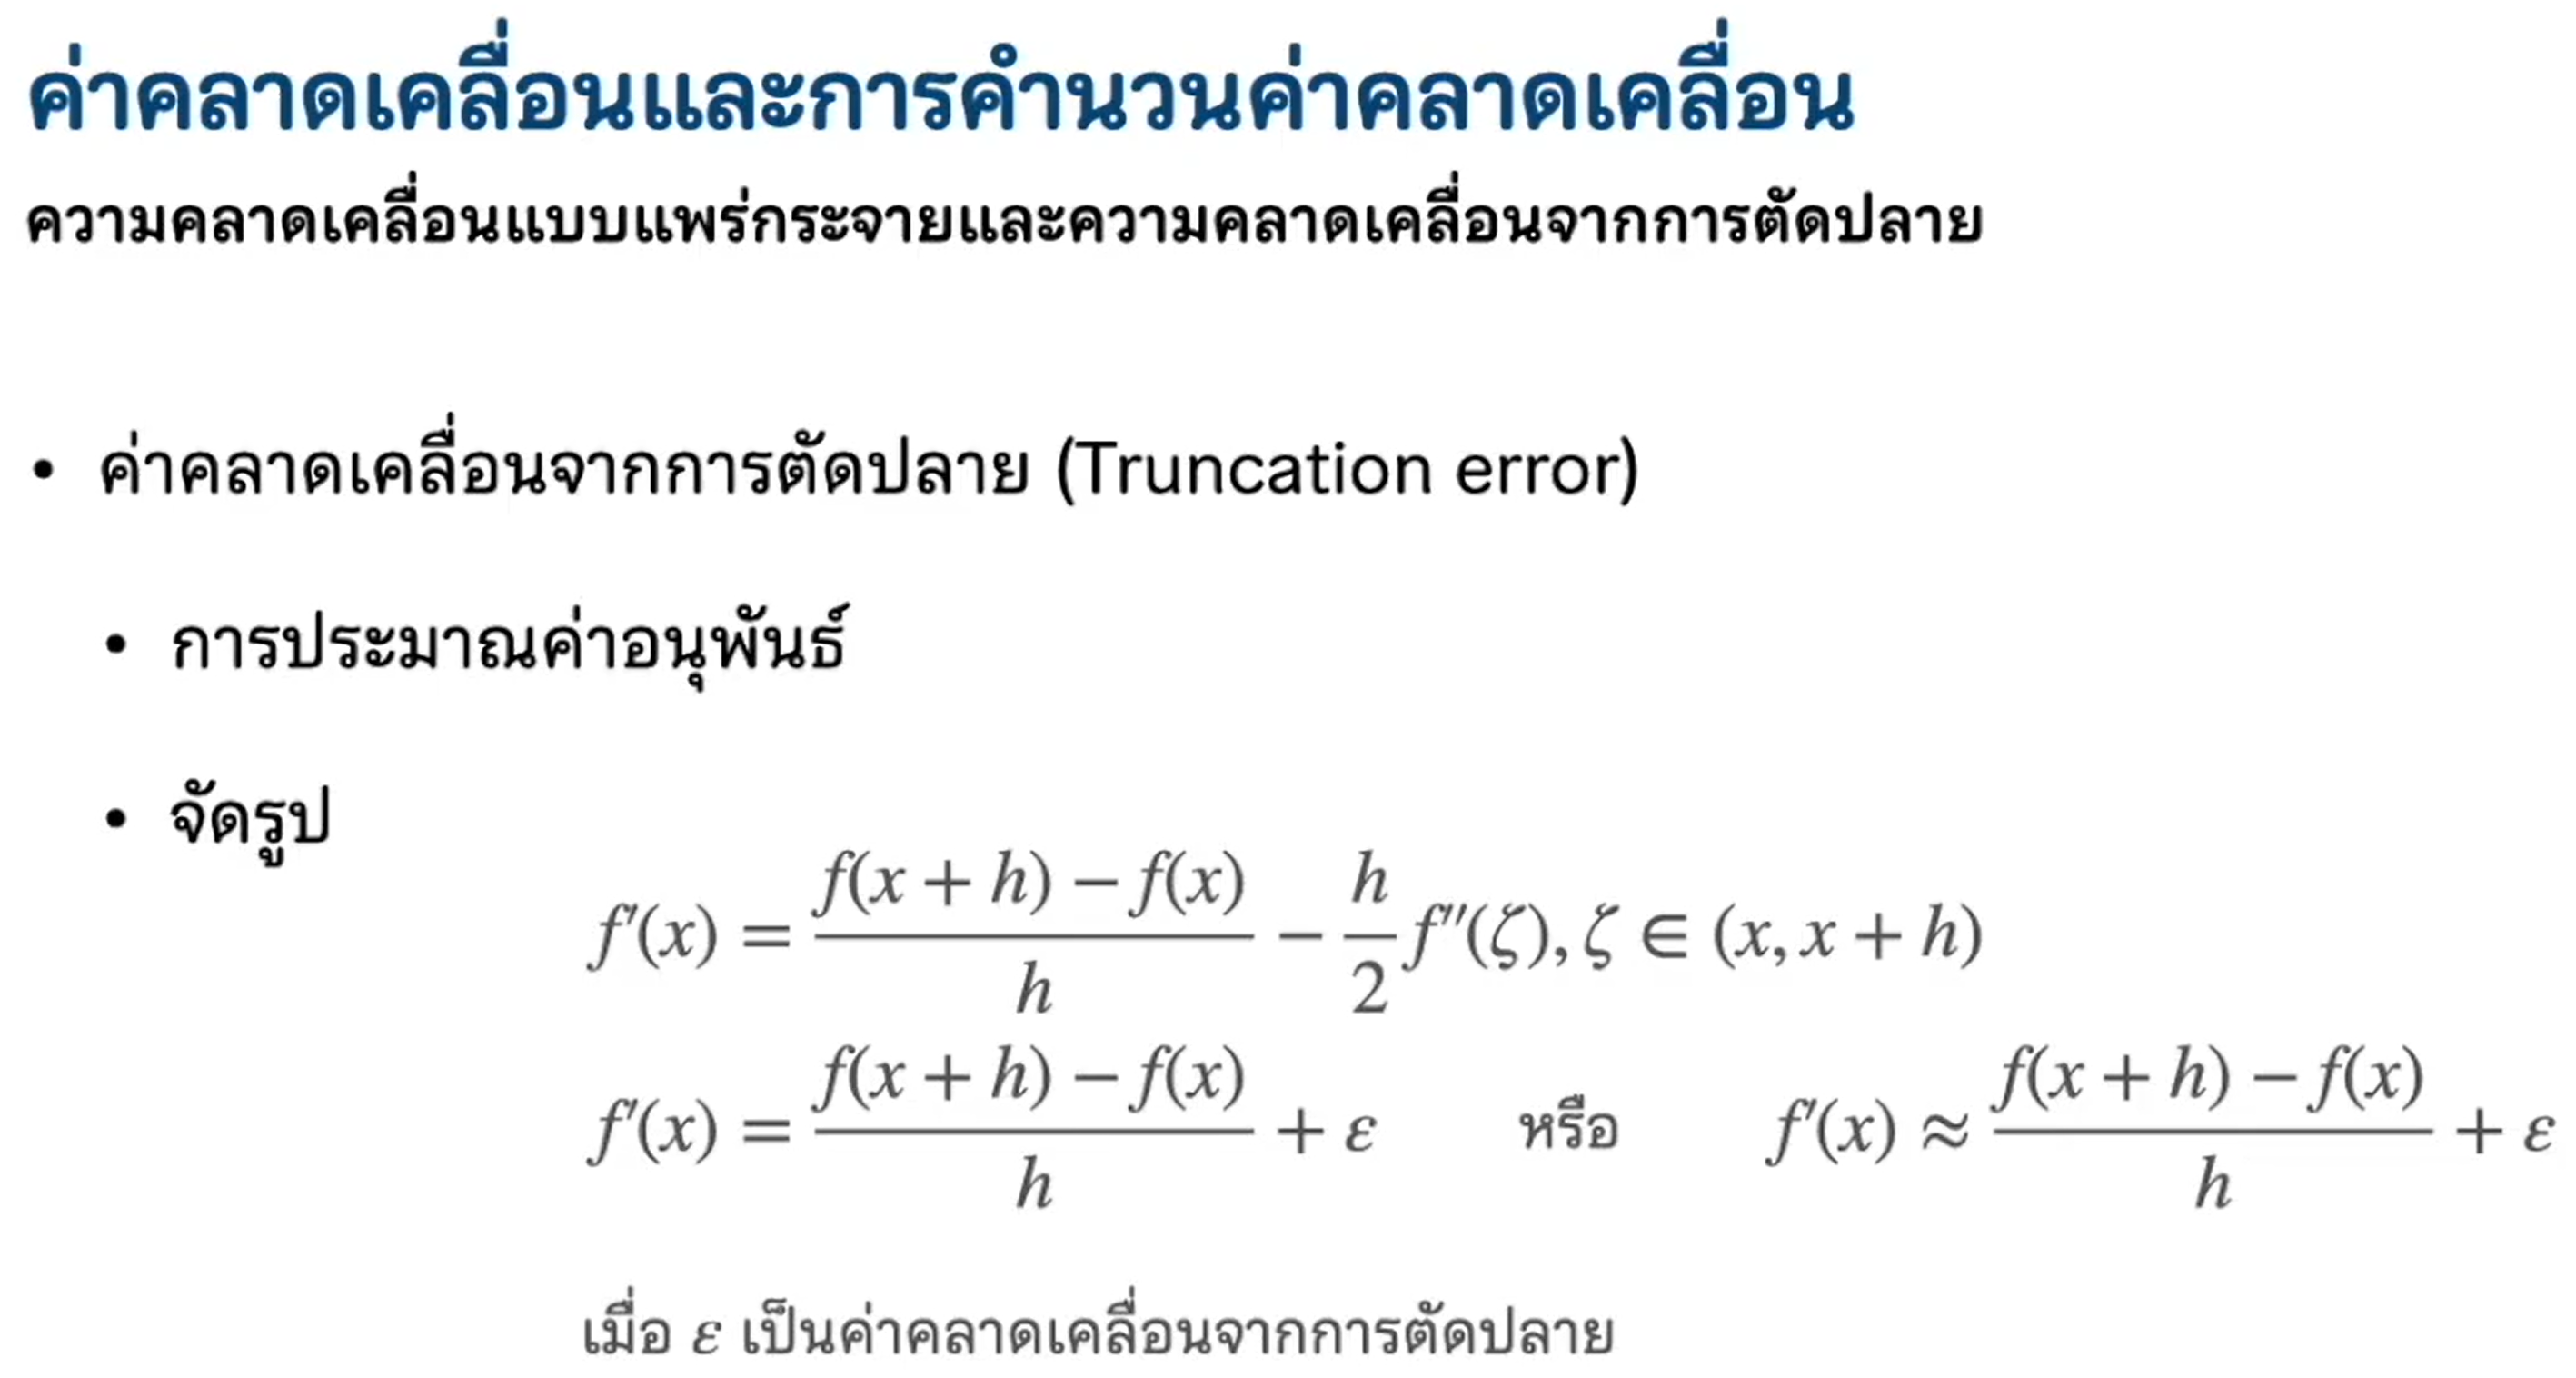 ค่าคลาดเคลื่อนและการคำนวนค่าคลาดเคลื่อน
ความคลาดเคลื่อนแบบแพร่กระจายและความคลาดเคลื่อนจากการตัดปลาย
• ค่าคลาดเคลื่อนจากการตัดปลาย (Truncation error)
• การประมาณค่าอนุพันธ์
• จัดรูป
f′(x) = \frac{f(x + h) − f(x)}{h} − \frac{h}{2} f″(ζ), ζ ∈ (x, x + h)
f′(x) = \frac{f(x + h) − f(x)}{h} + ε หรือ f′(x) ≈ \frac{f(x + h) − f(x)}{h} + ε
เมื่อ ε เป็นค่าคลาดเคลื่อนจากการตัดปลาย